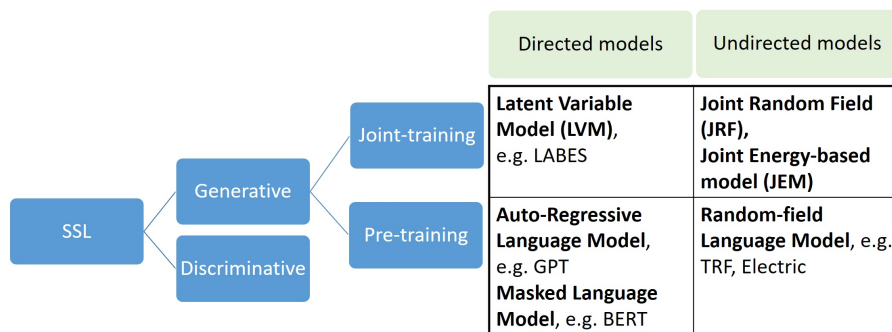 Directed models
Undirected models
SSL
Generative
Discriminative
Joint-training
Pre-training
Latent Variable
Model (LVM),
e.g. LABES
Joint Random Field
(JRF),
Joint Energy-based
model (JEM)
Auto-Regressive
Language Model,
e.g. GPT
Masked Language
Model, e.g. BERT
Random-field
Language Model, e.g.
TRF, Electric